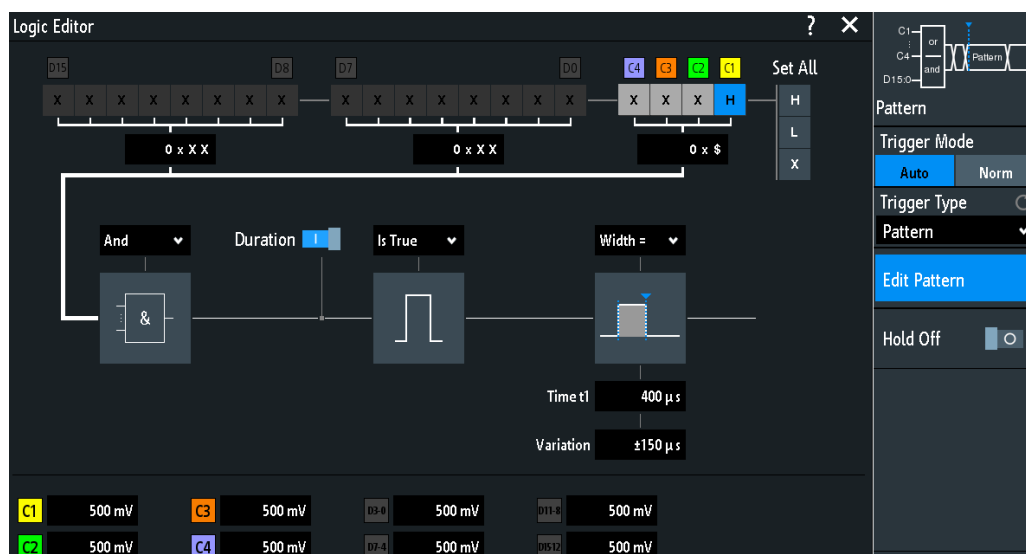 Logic Editor ? X
C1
C4
D15:0
or
and
Pattern
D15 D8 D7 D0 C4 C3 C2 C1 Set All
X X X X X X X X X X X X X X X X X X X H H
L
X
0 x X X 0 x X X 0 x $
And Duration I Is True Width =
&
Time t1 400 µs
Variation ±150 µs
C1 500 mV C3 500 mV D3-0 500 mV D11-8 500 mV
C2 500 mV C4 500 mV D7-4 500 mV D15-12 500 mV
Pattern
Trigger Mode
Auto Norm
Trigger Type
Pattern
Edit Pattern
Hold Off